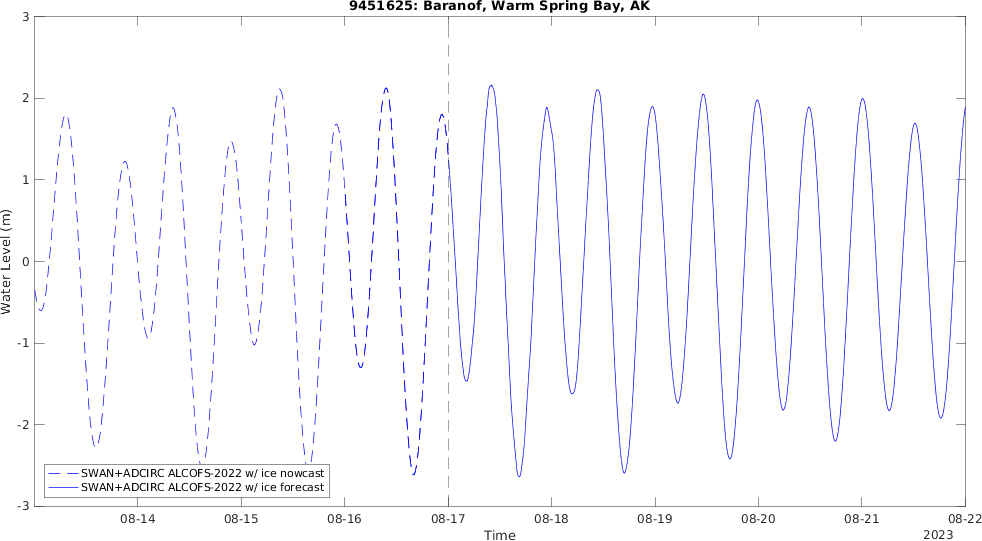 9451625: Baranof, Warm Spring Bay, AK
3
2
1
0
-1
-2
-3
Water Level (m)
SWAN+ADCIRC ALCOFS-2022 w/ ice nowcast
SWAN+ADCIRC ALCOFS-2022 w/ ice forecast
08-14 08-15 08-16 08-17 08-18 08-19 08-20 08-21 08-22
Time
2023